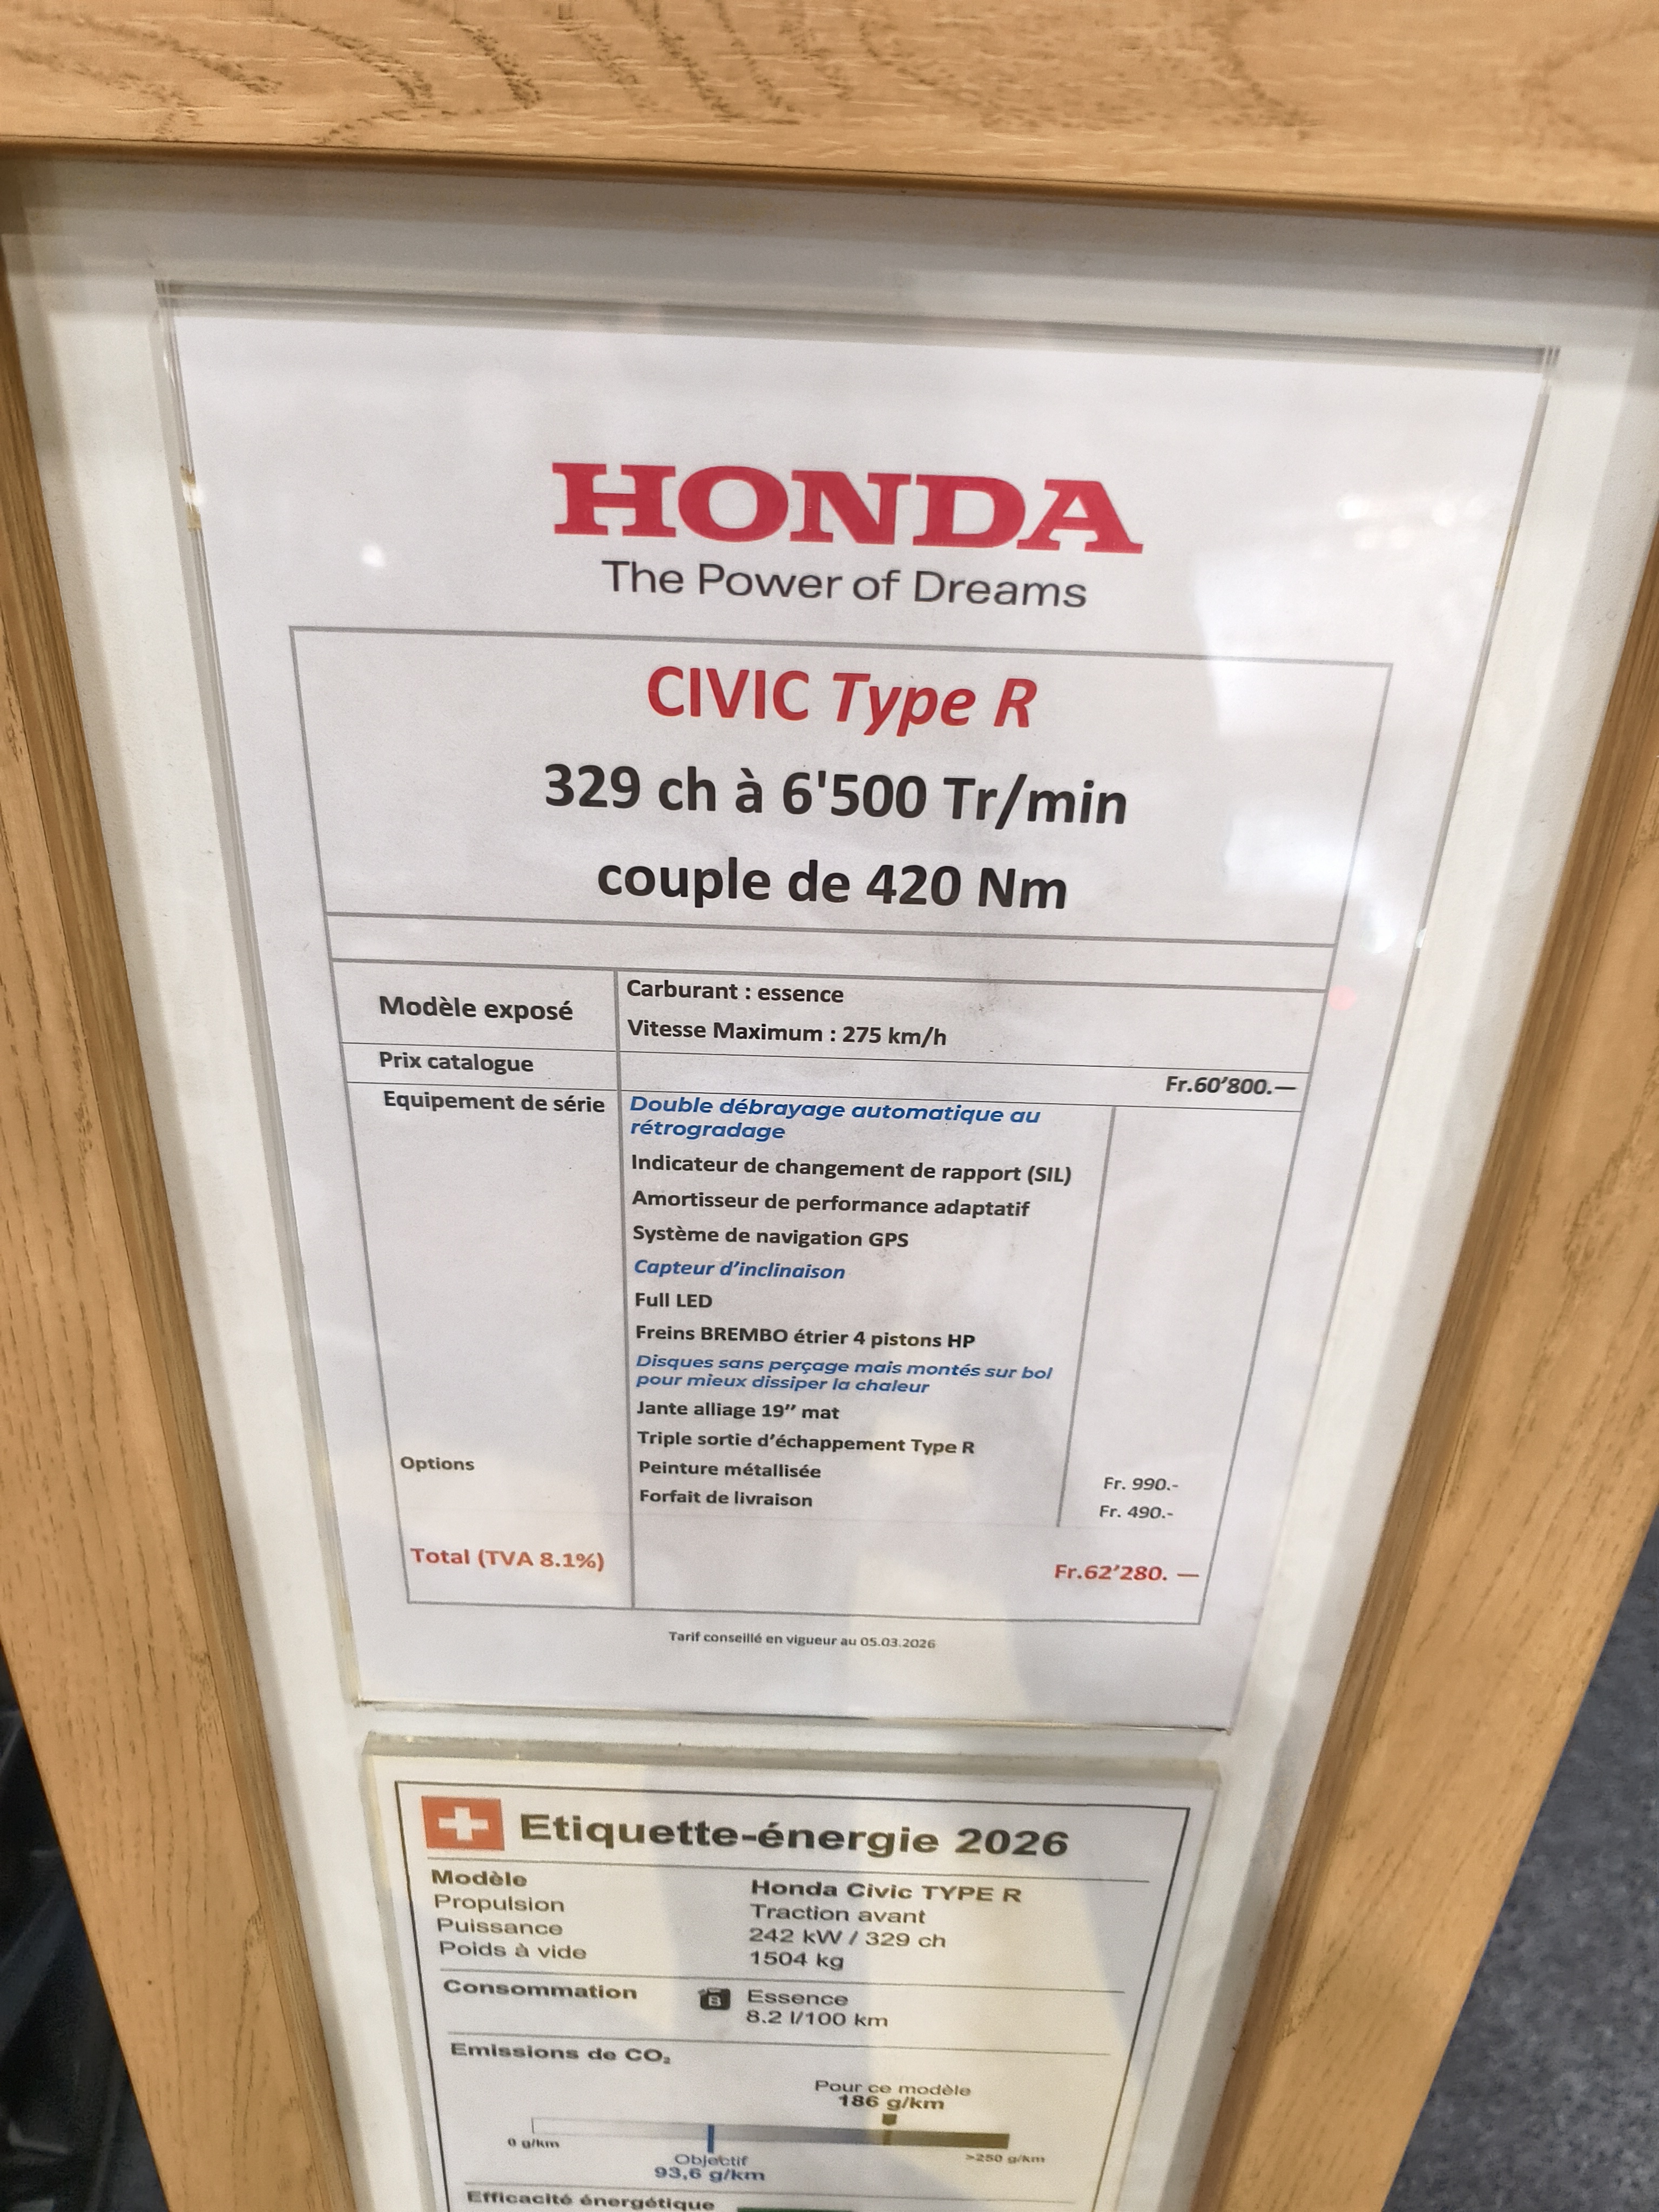 HONDA
The Power of Dreams
CIVIC Type R
329 ch à 6'500 Tr/min
couple de 420 Nm
Modèle exposé
Carburant : essence
Vitesse Maximum : 275 km/h
Prix catalogue
Fr.60’800.—
Equipement de série
Double débrayage automatique au
rétrogradage
Indicateur de changement de rapport (SIL)
Amortisseur de performance adaptatif
Système de navigation GPS
Capteur d’inclinaison
Full LED
Freins BREMBO étrier 4 pistons HP
Disques sans perçage mais montés sur bol
pour mieux dissiper la chaleur
Jante alliage 19’’ mat
Triple sortie d’échappement Type R
Options
Peinture métallisée Fr. 990.-
Forfait de livraison Fr. 490.-
Total (TVA 8.1%) Fr.62’280. —
Tarif conseillé en vigueur au 05.03.2026
Etiquette-énergie 2026
Modèle Honda Civic TYPE R
Propulsion Traction avant
Puissance 242 kW / 329 ch
Poids à vide 1504 kg
Consommation Essence
8.2 l/100 km
Emissions de CO₂
Pour ce modèle
186 g/km
0 g/km
>250 g/km
Objectif
93,6 g/km
Efficacité énergétique